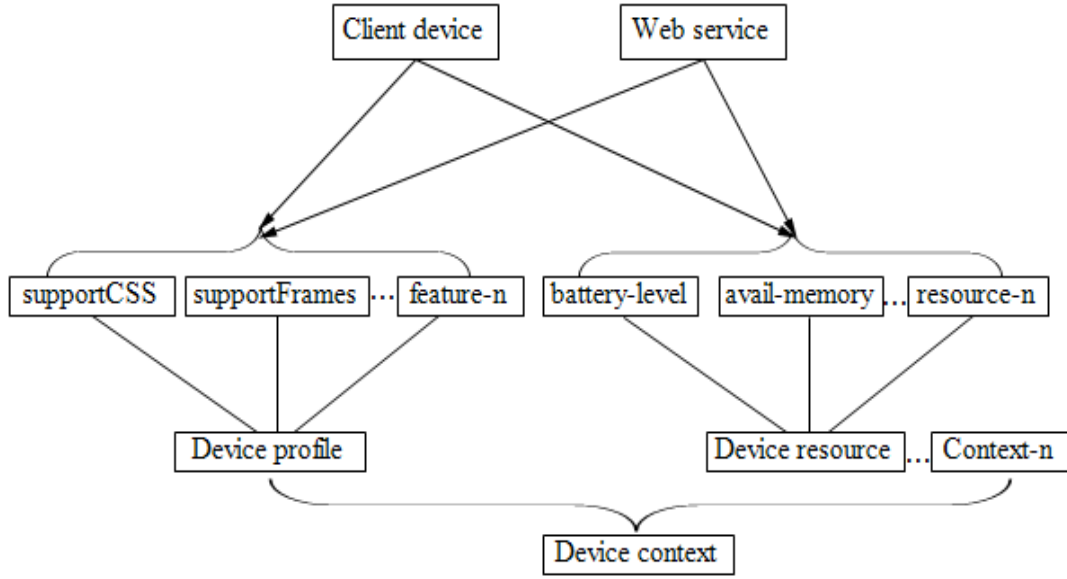 Client device
Web service
supportCSS
supportFrames
...
feature-n
battery-level
avail-memory
...
resource-n
Device profile
Device resource
...
Context-n
Device context